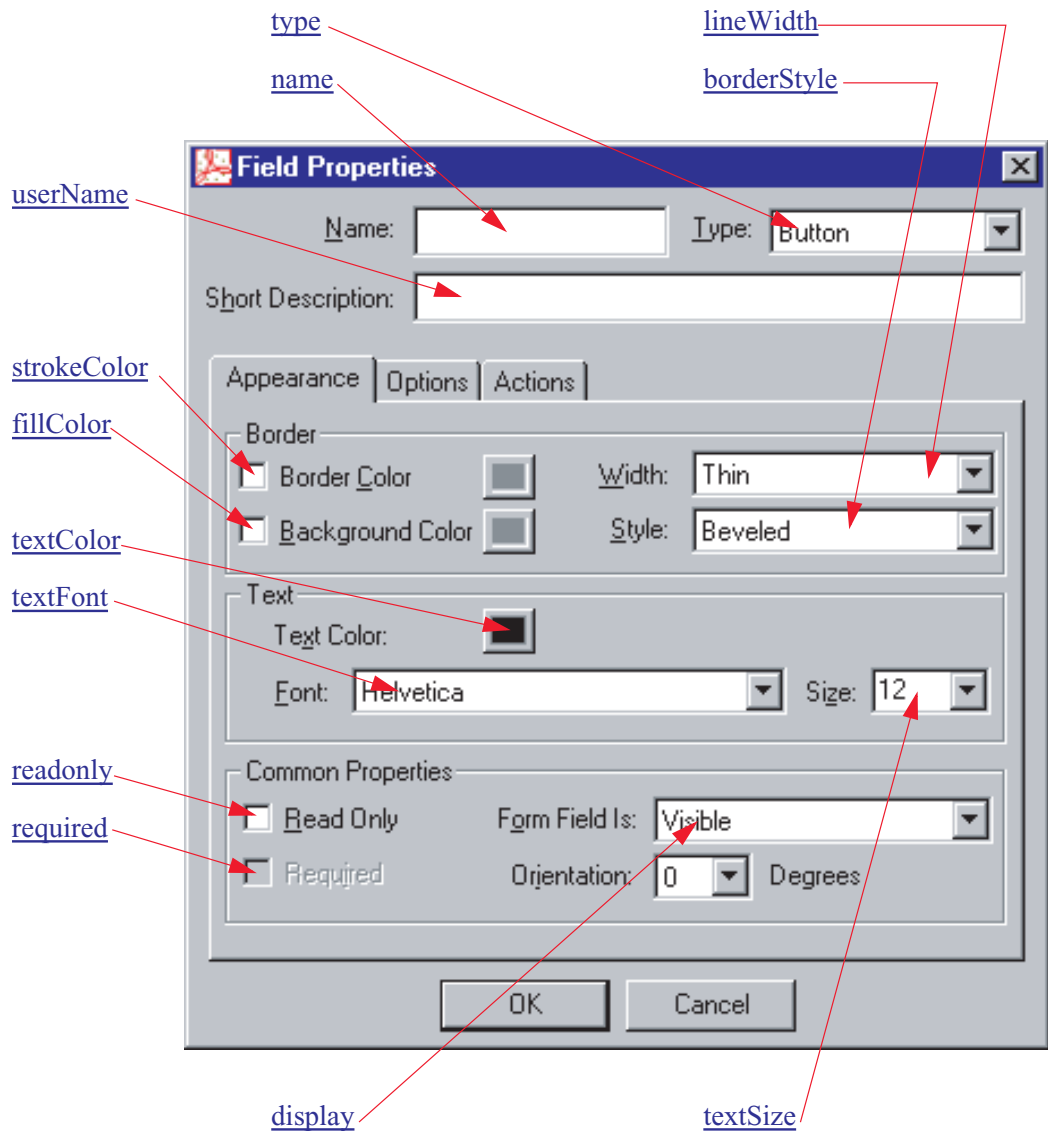 type
lineWidth
name
borderStyle
Field Properties
userName
Name:
Type: Button
Short Description:
strokeColor
Appearance Options Actions
fillColor
Border
Border Color
Width: Thin
textColor
Background Color
Style: Beveled
textFont
Text
Text Color:
Font: Helvetica
Size: 12
readonly
Common Properties
required
Read Only
Form Field Is: Visible
Required
Orientation: 0 Degrees
OK
Cancel
display
textSize